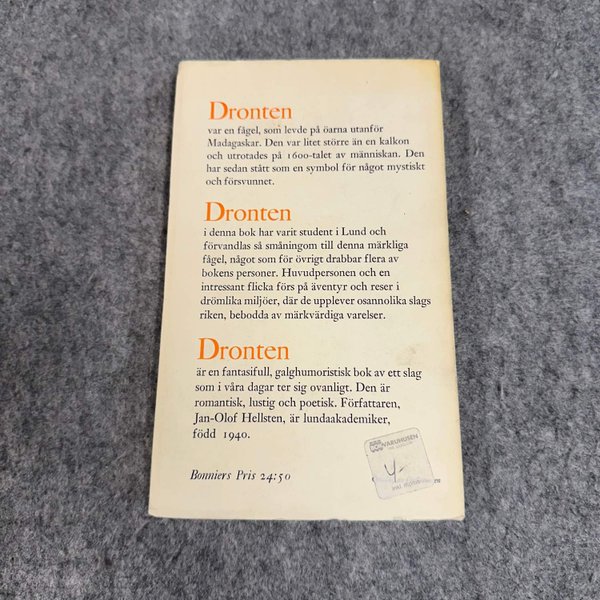 Dronten
var en fågel, som levde på öarna utanför
Madagaskar. Den var litet större än en kalkon
och utrotades på 1600-talet av människan. Den
har sedan stått som en symbol för något mystiskt
och försvunnet.
Dronten
i denna bok har varit student i Lund och
förvandlas så småningom till denna märkliga
fågel, något som för övrigt drabbar flera av
bokens personer. Huvudpersonen och en
intressant flicka förs på äventyr och reser i
drömlika miljöer, där de upplever osannolika slags
riken, bebodda av märkvärdiga varelser.
Dronten
är en fantasifull, galghumoristisk bok av ett slag
som i våra dagar ter sig ovanligt. Den är
romantisk, lustig och poetisk. Författaren,
Jan-Olof Hellsten, är lundaakademiker,
född 1940.
Bonniers Pris 24:50
VARUHUSEN
4:-
inkl.